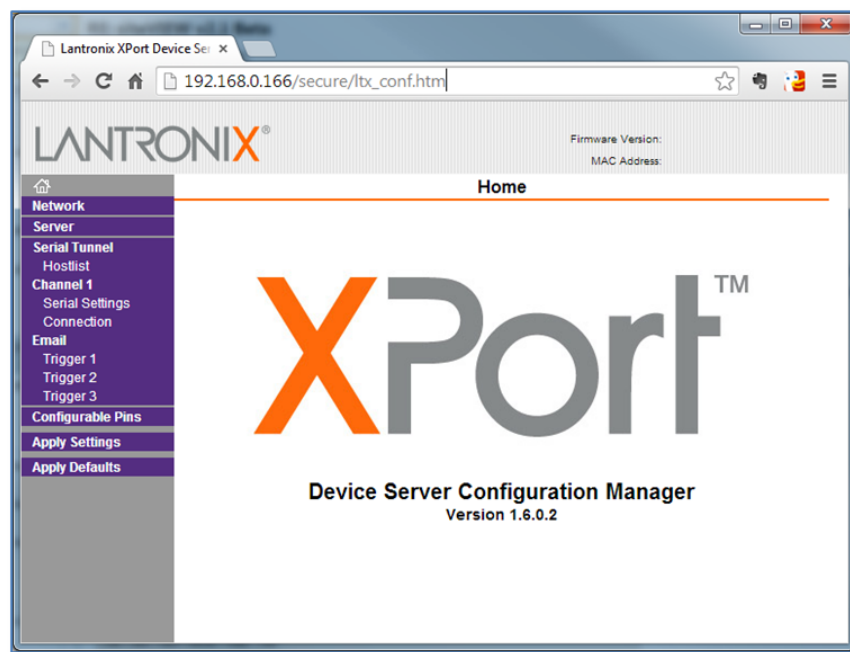 Lantronix XPort Device Se
192.168.0.166/secure/ltx_conf.htm
LANTRONIX®
Firmware Version:
MAC Address:
Home
Network
Server
Serial Tunnel
Hostlist
Channel 1
Serial Settings
Connection
Email
Trigger 1
Trigger 2
Trigger 3
Configurable Pins
Apply Settings
Apply Defaults
XPort™
Device Server Configuration Manager
Version 1.6.0.2